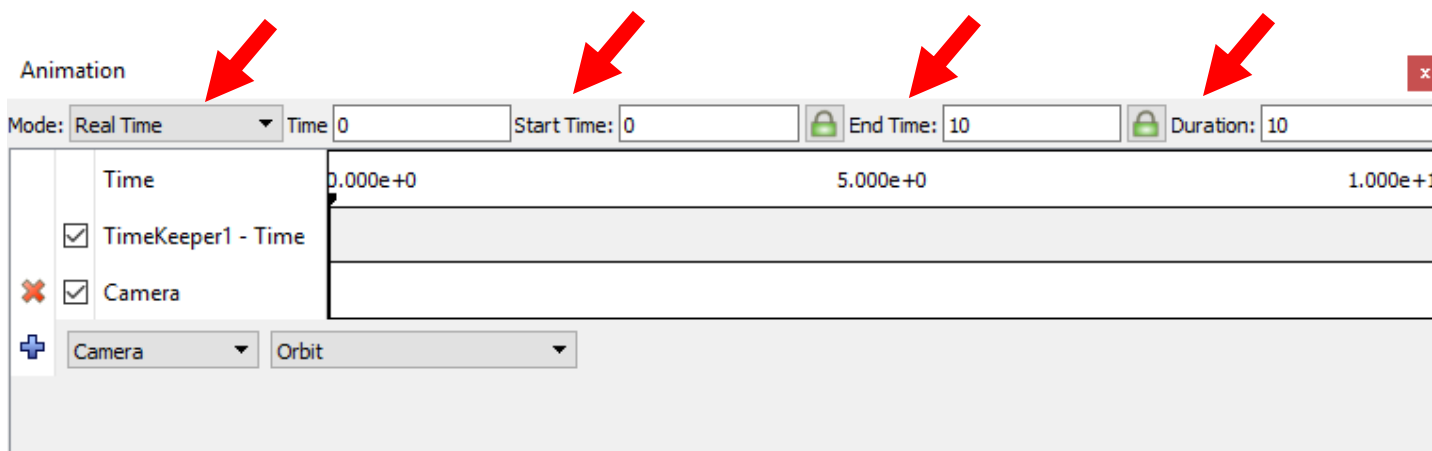 Animation
x
Mode: Real Time Time 0 Start Time: 0 End Time: 10 Duration: 10
Time 0.000e+0 5.000e+0 1.000e+1
TimeKeeper1 - Time
Camera
Camera Orbit